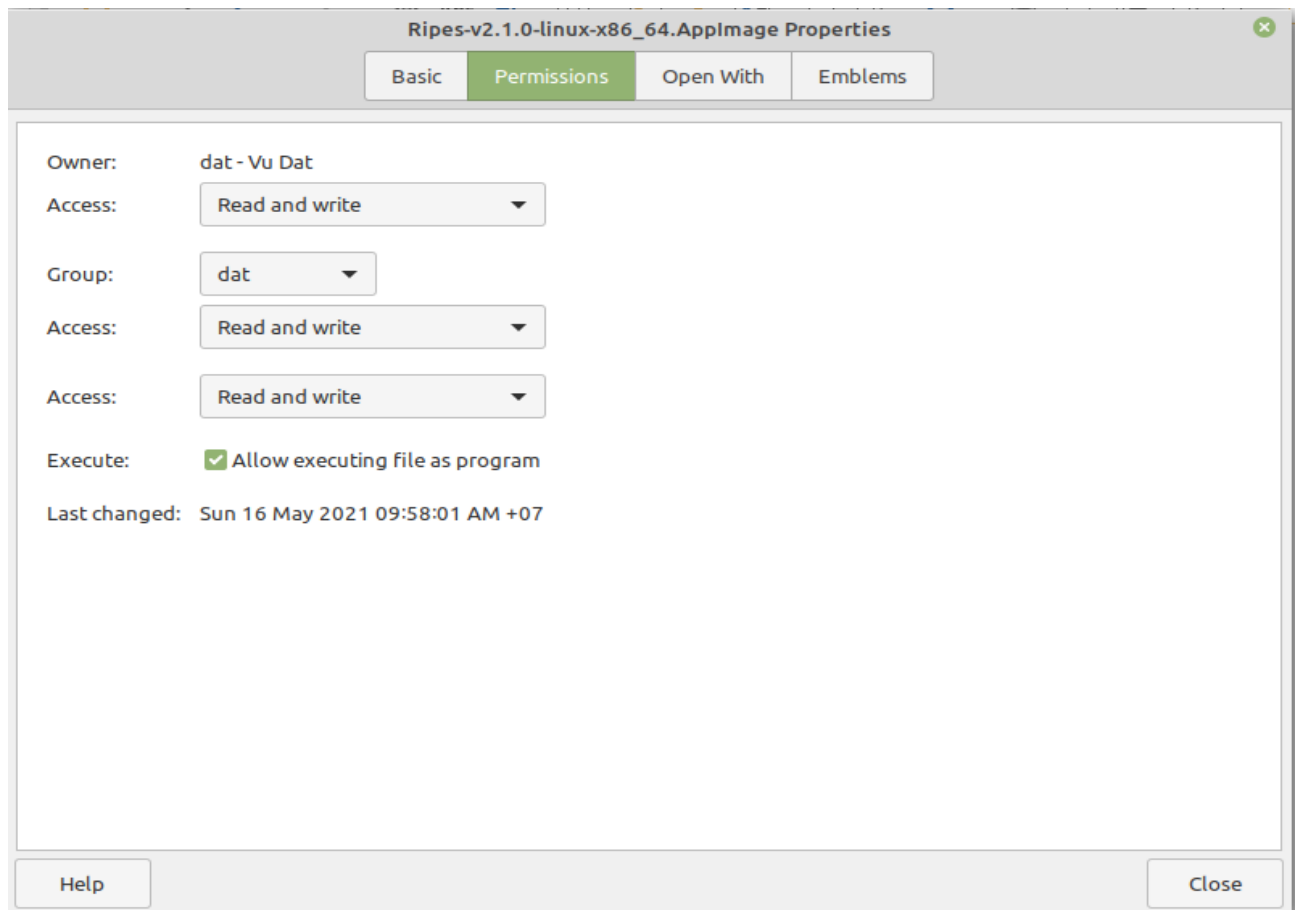 Ripes-v2.1.0-linux-x86_64.AppImage Properties
Basic Permissions Open With Emblems
Owner: dat - Vu Dat
Access: Read and write
Group: dat
Access: Read and write
Access: Read and write
Execute: Allow executing file as program
Last changed: Sun 16 May 2021 09:58:01 AM +07
Help Close